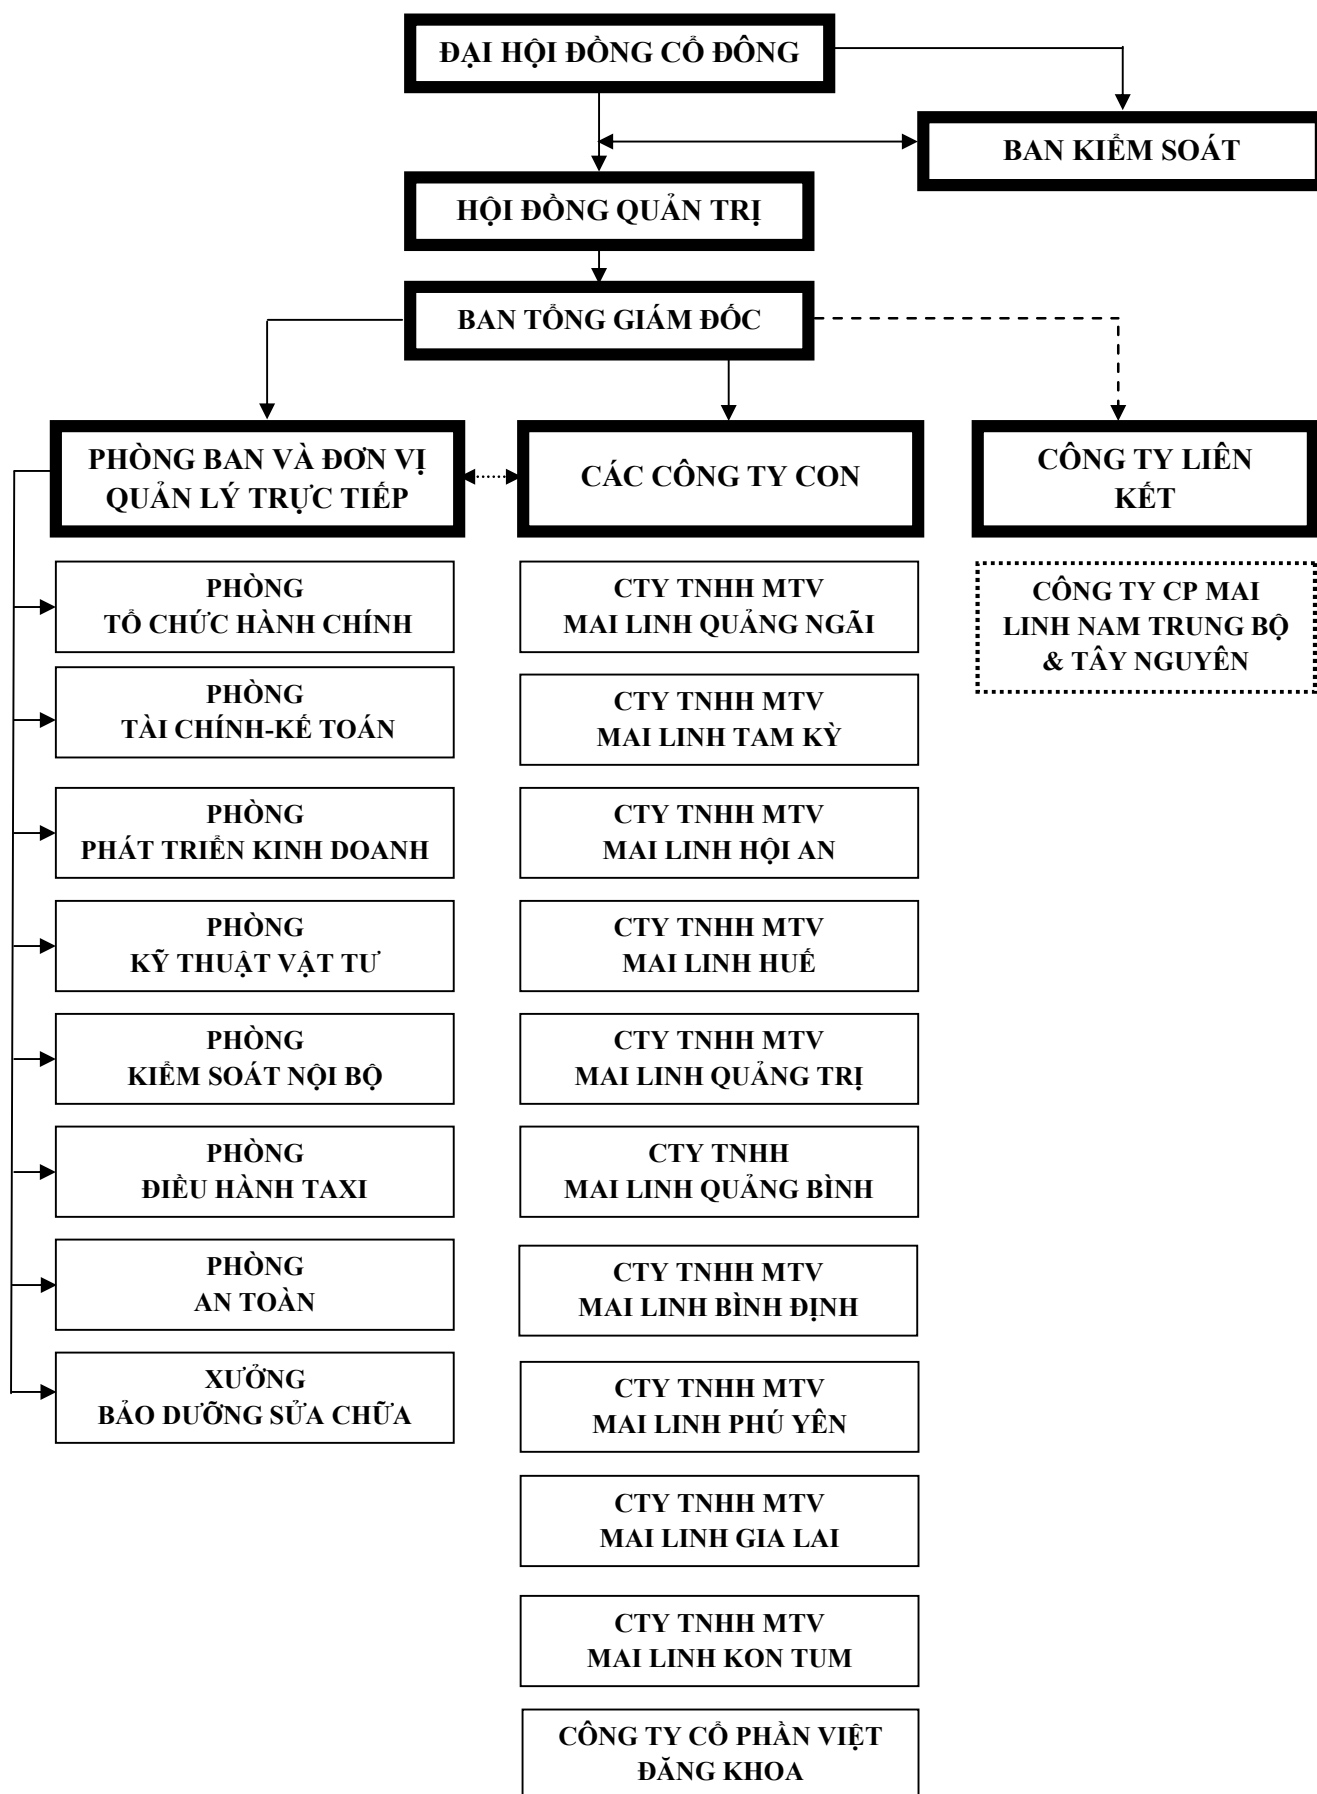 ĐẠI HỘI ĐỒNG CỔ ĐÔNG
BAN KIỂM SOÁT
HỘI ĐỒNG QUẢN TRỊ
BAN TỔNG GIÁM ĐỐC
PHÒNG BAN VÀ ĐƠN VỊ
QUẢN LÝ TRỰC TIẾP
CÁC CÔNG TY CON
CÔNG TY LIÊN
KẾT
PHÒNG
TỔ CHỨC HÀNH CHÍNH
PHÒNG
TÀI CHÍNH-KẾ TOÁN
PHÒNG
PHÁT TRIỂN KINH DOANH
PHÒNG
KỸ THUẬT VẬT TƯ
PHÒNG
KIỂM SOÁT NỘI BỘ
PHÒNG
ĐIỀU HÀNH TAXI
PHÒNG
AN TOÀN
XƯỞNG
BẢO DƯỠNG SỬA CHỮA
CTY TNHH MTV
MAI LINH QUẢNG NGÃI
CTY TNHH MTV
MAI LINH TAM KỲ
CTY TNHH MTV
MAI LINH HỘI AN
CTY TNHH MTV
MAI LINH HUẾ
CTY TNHH MTV
MAI LINH QUẢNG TRỊ
CTY TNHH
MAI LINH QUẢNG BÌNH
CTY TNHH MTV
MAI LINH BÌNH ĐỊNH
CTY TNHH MTV
MAI LINH PHÚ YÊN
CTY TNHH MTV
MAI LINH GIA LAI
CTY TNHH MTV
MAI LINH KON TUM
CÔNG TY CỔ PHẦN VIỆT
ĐĂNG KHOA
CÔNG TY CP MAI
LINH NAM TRUNG BỘ
& TÂY NGUYÊN